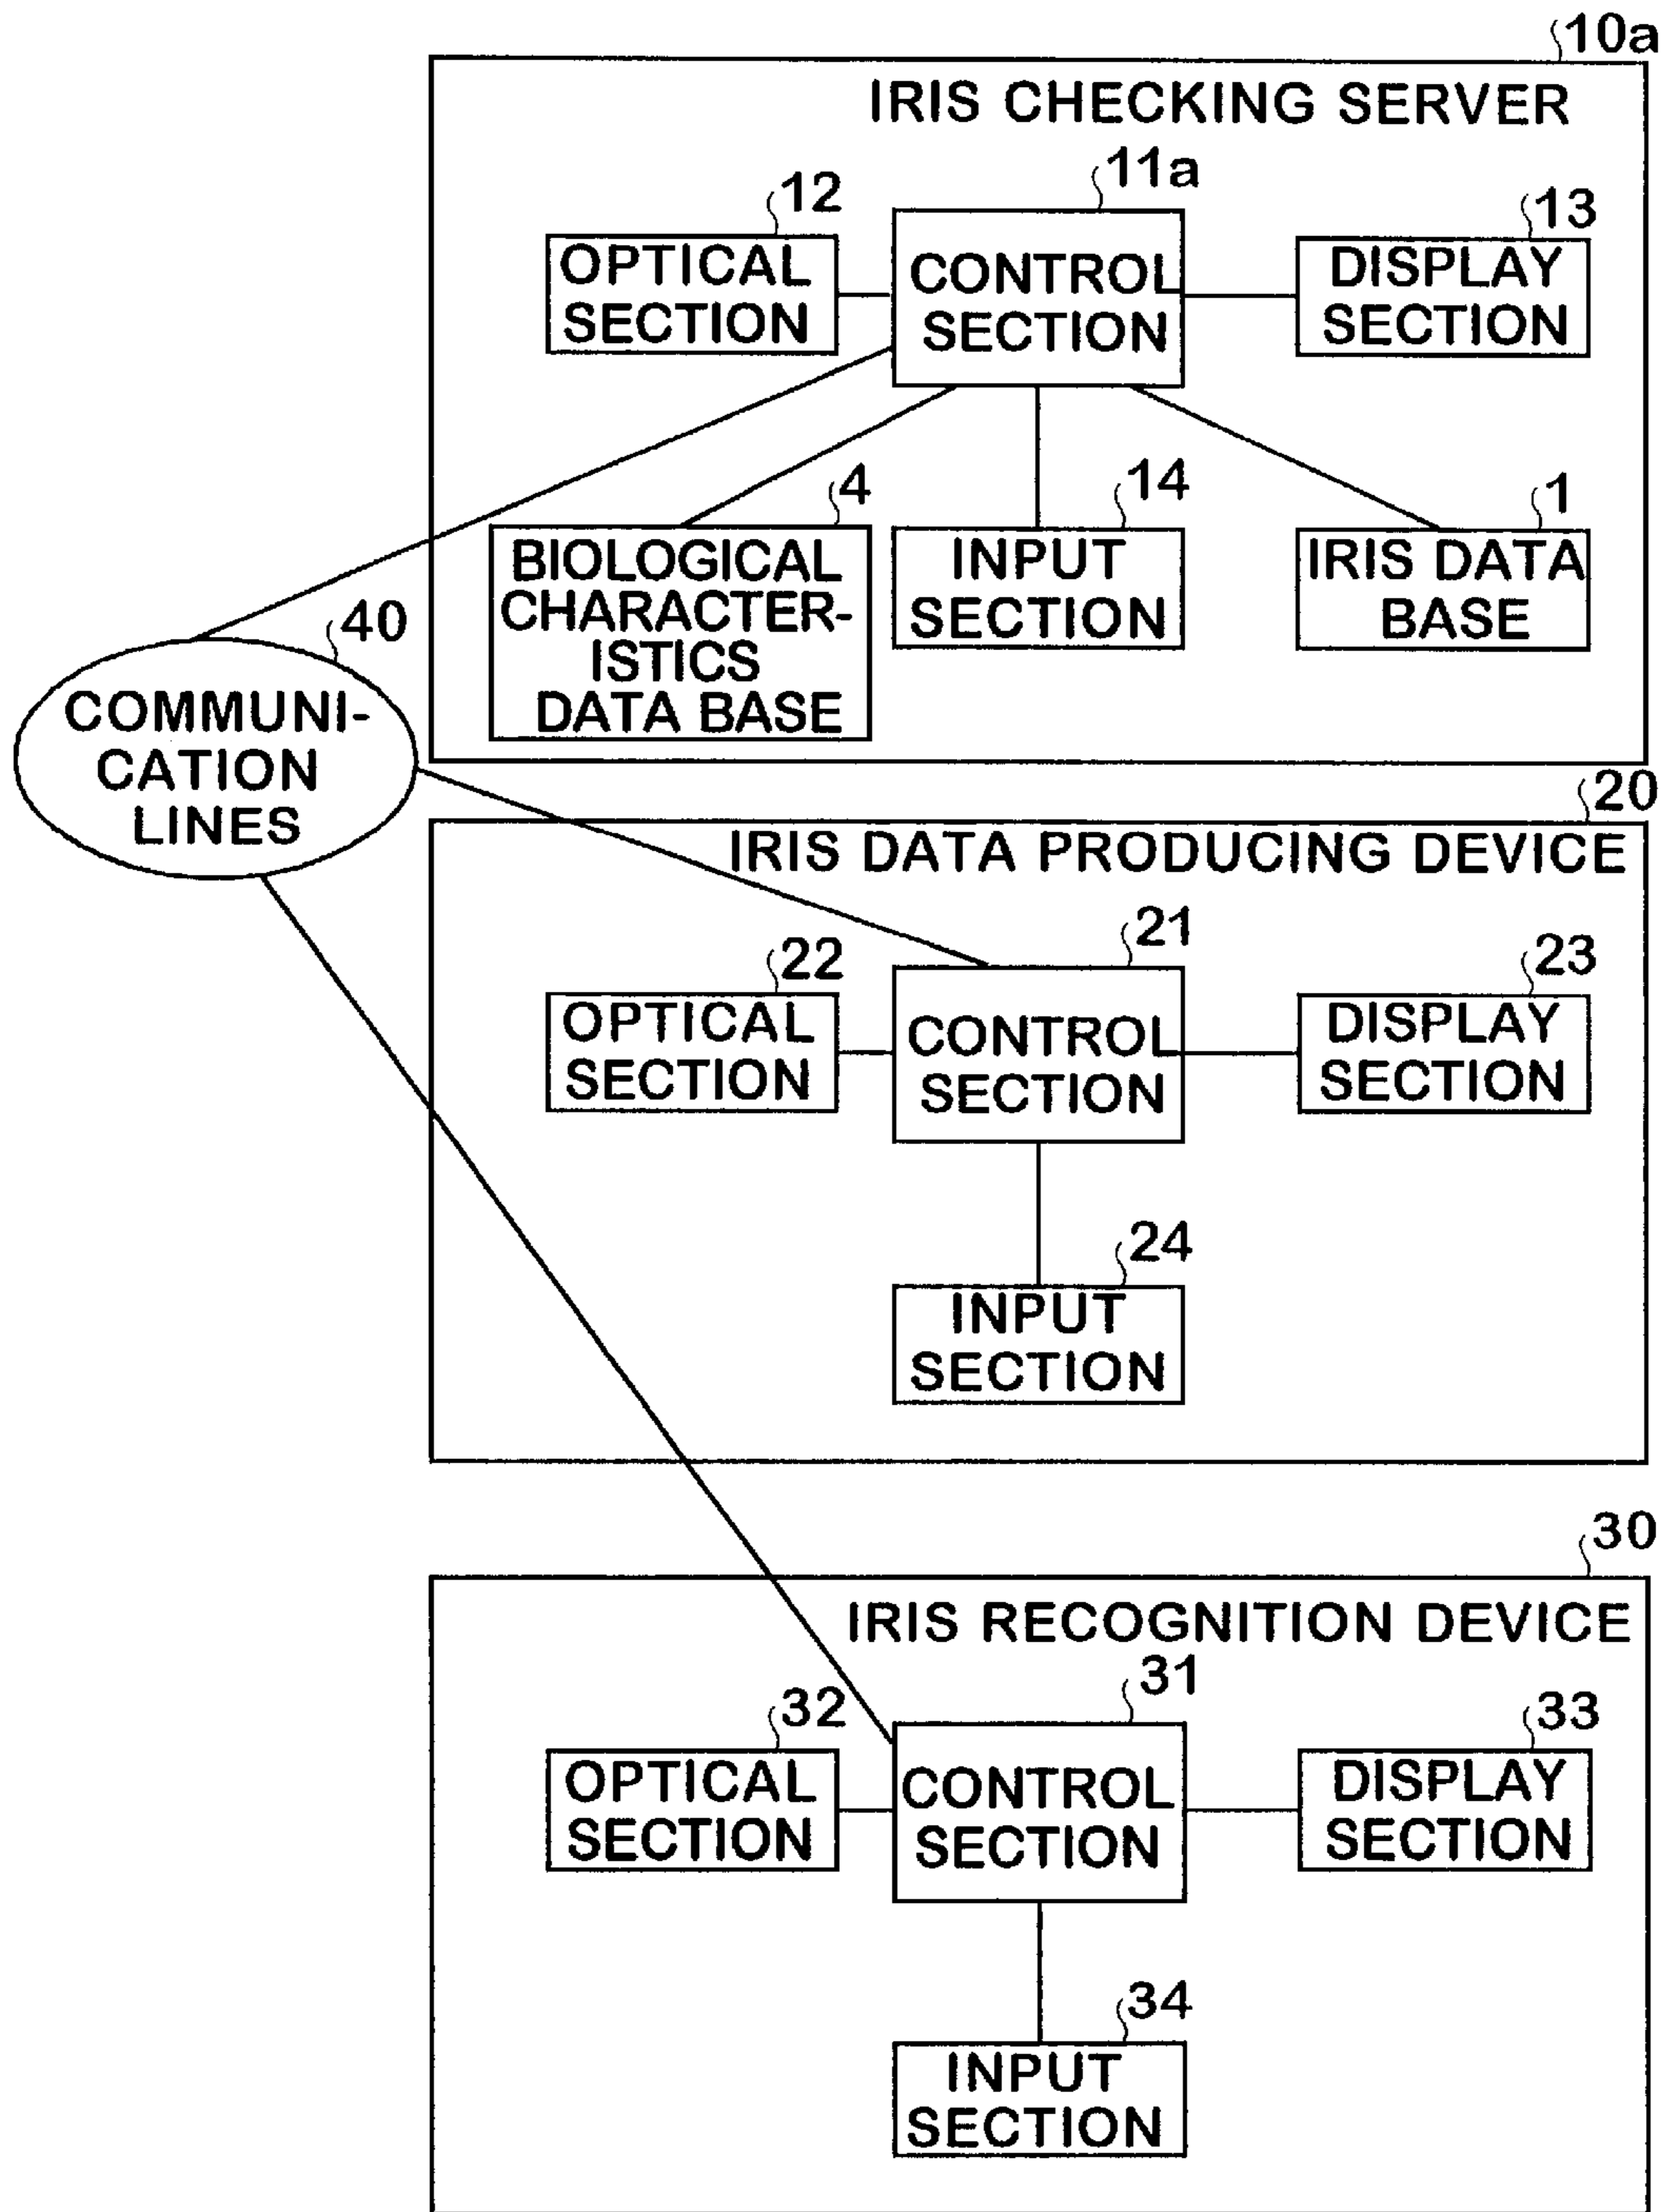 10a
IRIS CHECKING SERVER
12
11a
13
OPTICAL
SECTION
CONTROL
SECTION
DISPLAY
SECTION
4
14
1
BIOLOGICAL
CHARACTER-
ISTICS
DATA BASE
INPUT
SECTION
IRIS DATA
BASE
40
COMMUNI-
CATION
LINES
20
IRIS DATA PRODUCING DEVICE
22
21
23
OPTICAL
SECTION
CONTROL
SECTION
DISPLAY
SECTION
24
INPUT
SECTION
30
IRIS RECOGNITION DEVICE
32
31
33
OPTICAL
SECTION
CONTROL
SECTION
DISPLAY
SECTION
34
INPUT
SECTION